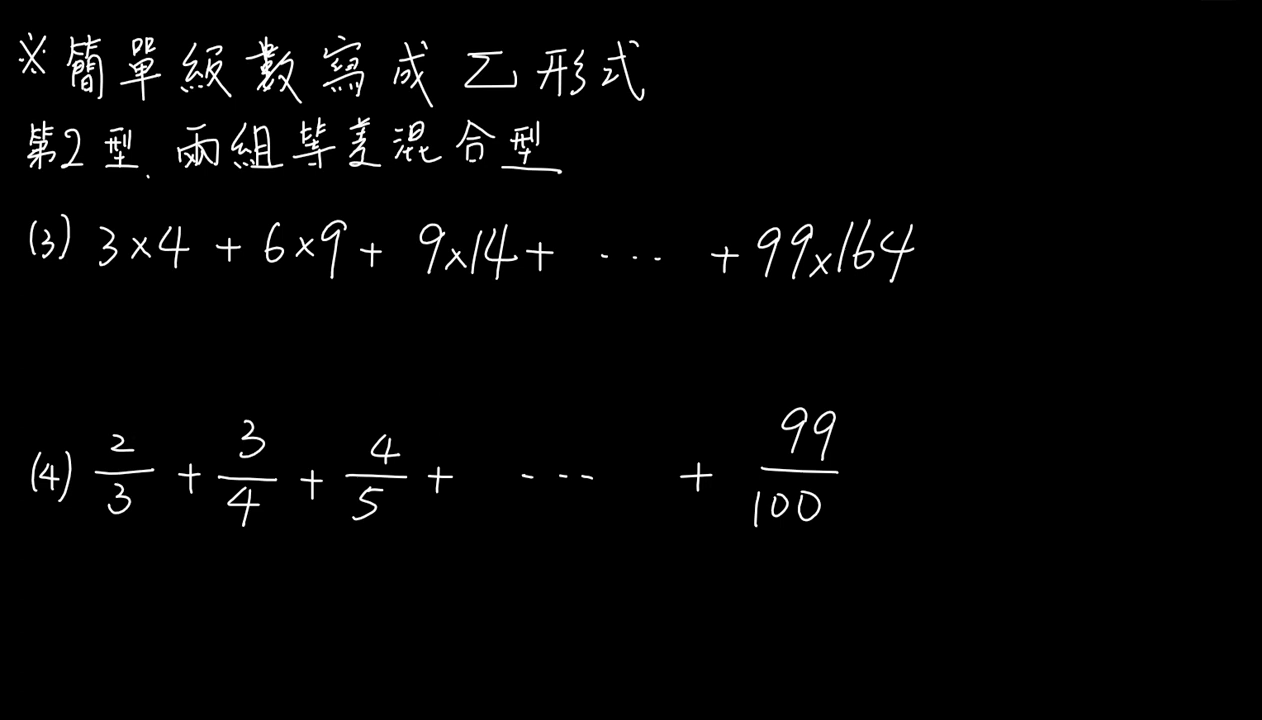 ※簡單級數寫成 Σ 形式
第2型. 兩組等差混合型
(3) 3×4 + 6×9 + 9×14 + ... + 99×164
(4) 2/3 + 3/4 + 4/5 + ... + 99/100